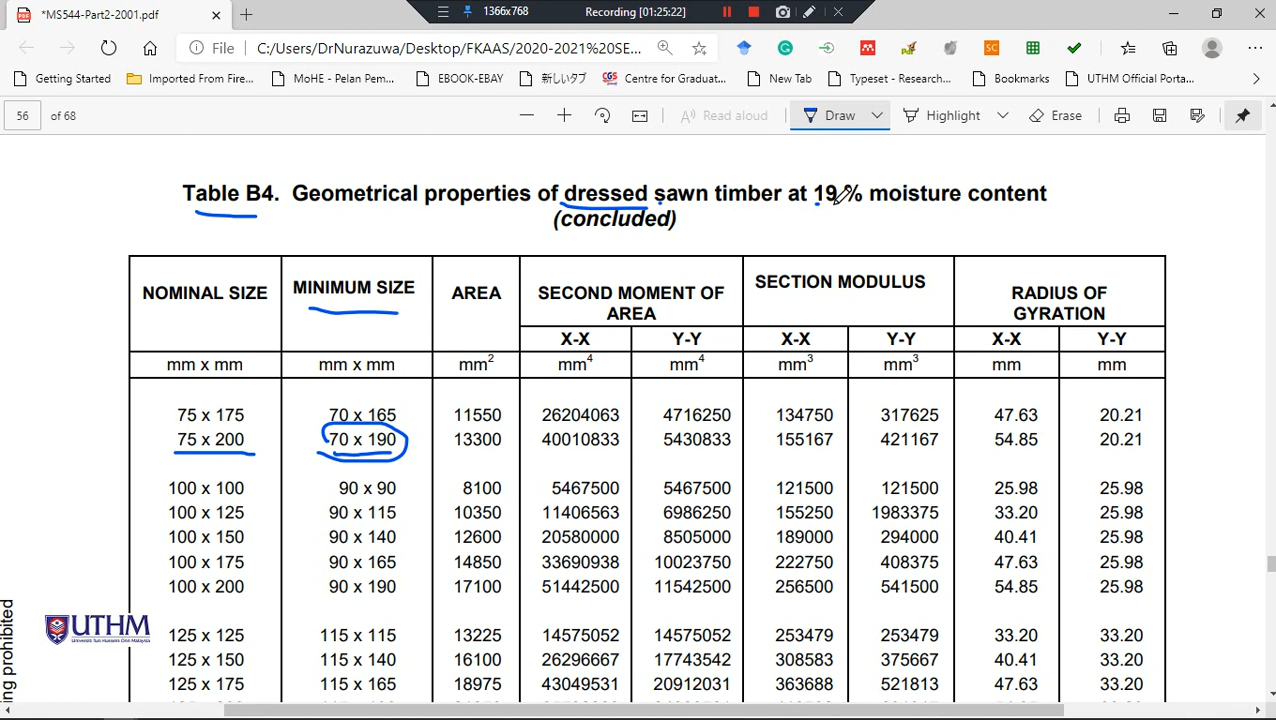 *MS544-Part2-2001.pdf
1366x768
Recording [01:25:22]
File
C:/Users/DrNurazuwa/Desktop/FKAAS/2020-2021%20SE...
Getting Started
Imported From Fire...
MoHE - Pelan Pem...
EBOOK-EBAY
新しいタブ
Centre for Graduat...
New Tab
Typeset - Research...
Bookmarks
UTHM Official Porta...
56 of 68
Read aloud
Draw
Highlight
Erase
Table B4. Geometrical properties of dressed sawn timber at 19% moisture content
(concluded)
NOMINAL SIZE MINIMUM SIZE AREA SECOND MOMENT OF AREA SECTION MODULUS RADIUS OF GYRATION
X-X Y-Y X-X Y-Y X-X Y-Y
mm x mm mm x mm mm2 mm4 mm4 mm3 mm3 mm mm
75 x 175 70 x 165 11550 26204063 4716250 134750 317625 47.63 20.21
75 x 200 70 x 190 13300 40010833 5430833 155167 421167 54.85 20.21
100 x 100 90 x 90 8100 5467500 5467500 121500 121500 25.98 25.98
100 x 125 90 x 115 10350 11406563 6986250 155250 1983375 33.20 25.98
100 x 150 90 x 140 12600 20580000 8505000 189000 294000 40.41 25.98
100 x 175 90 x 165 14850 33690938 10023750 222750 408375 47.63 25.98
100 x 200 90 x 190 17100 51442500 11542500 256500 541500 54.85 25.98
125 x 125 115 x 115 13225 14575052 14575052 253479 253479 33.20 33.20
125 x 150 115 x 140 16100 26296667 17743542 308583 375667 40.41 33.20
125 x 175 115 x 165 18975 43049531 20912031 363688 521813 47.63 33.20
ing prohibited
UTHM
Universiti Tun Hussein Onn Malaysia